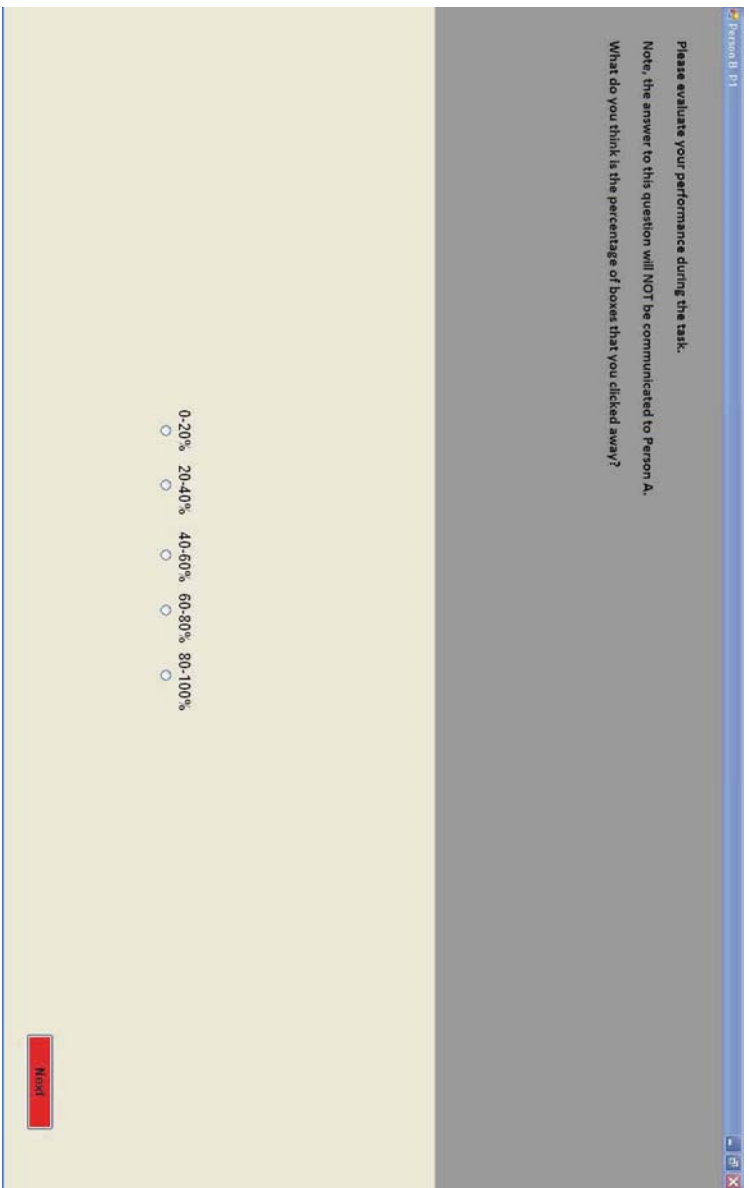 Person B P1
Please evaluate your performance during the task.
Note, the answer to this question will NOT be communicated to Person A.
What do you think is the percentage of boxes that you clicked away?
0-20% 20-40% 40-60% 60-80% 80-100%
Next